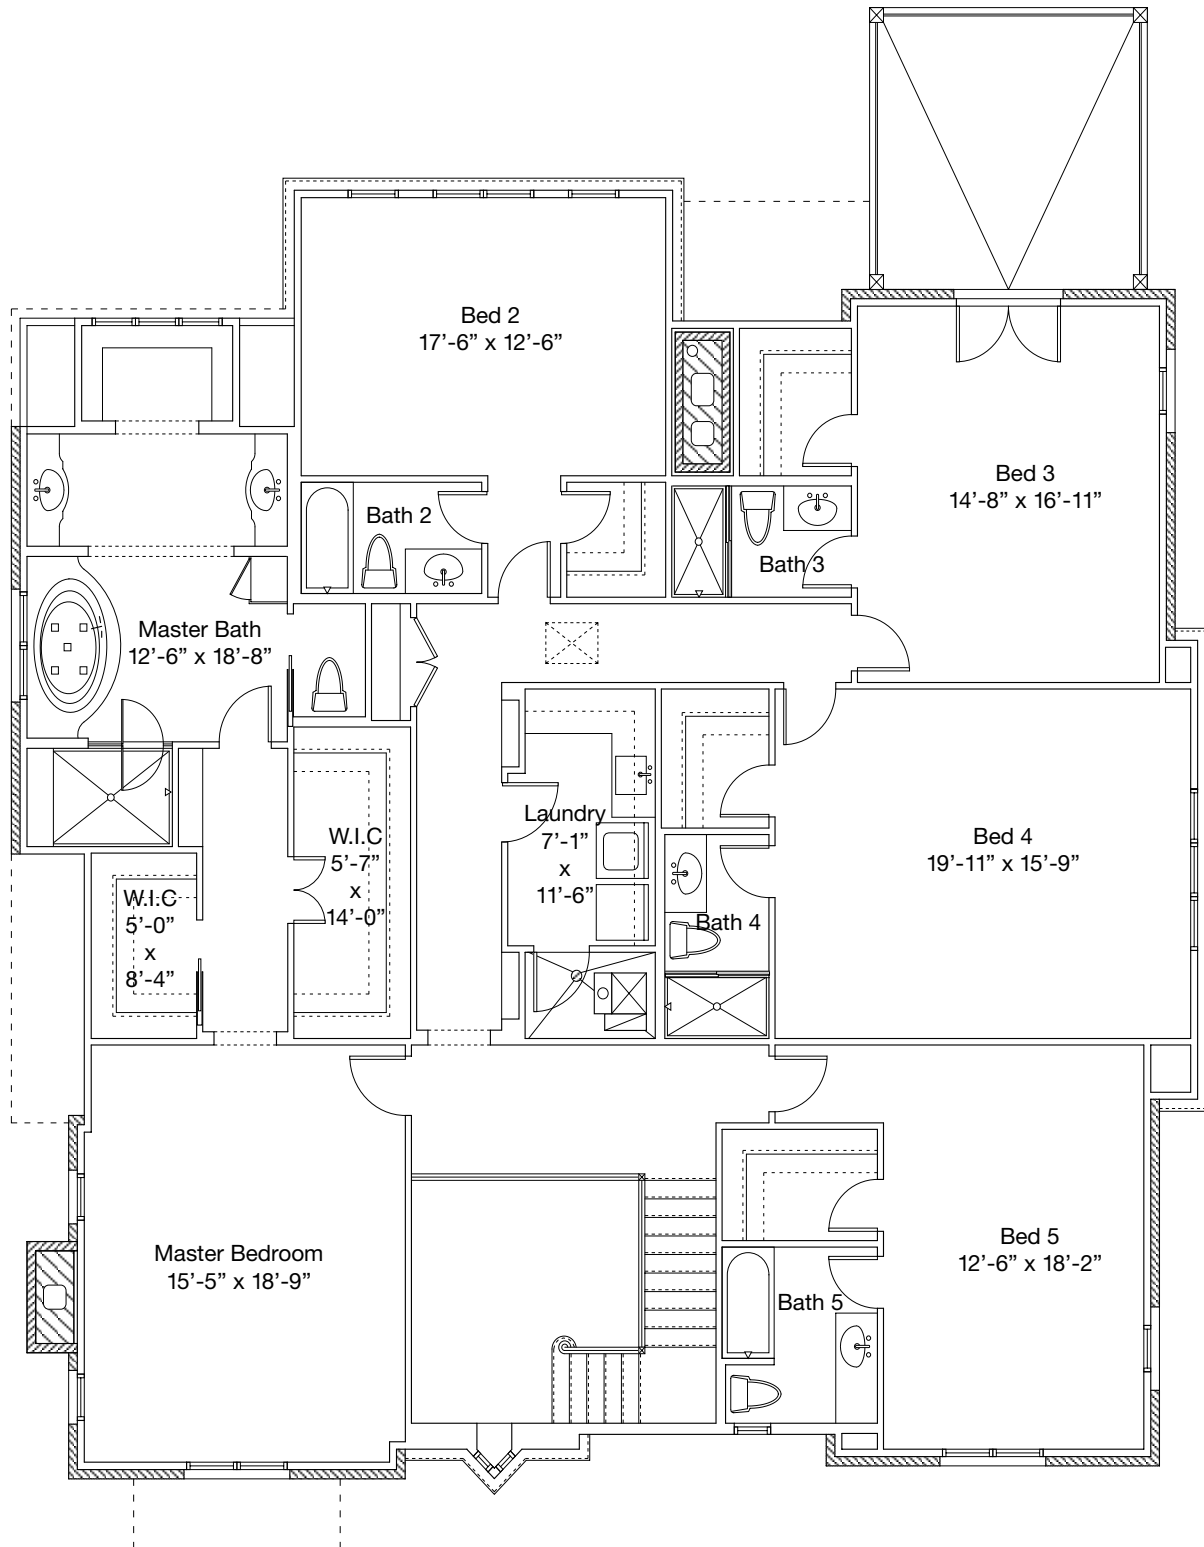 Bed 2
17’-6” x 12’-6”
Bed 3
14’-8” x 16’-11”
Bath 2
Bath 3
Master Bath
12’-6” x 18’-8”
Laundry
7’-1”
x
11’-6”
W.I.C
5’-7”
x
14’-0”
W.I.C
5’-0”
x
8’-4”
Bed 4
19’-11” x 15’-9”
Bath 4
Master Bedroom
15’-5” x 18’-9”
Bed 5
12’-6” x 18’-2”
Bath 5